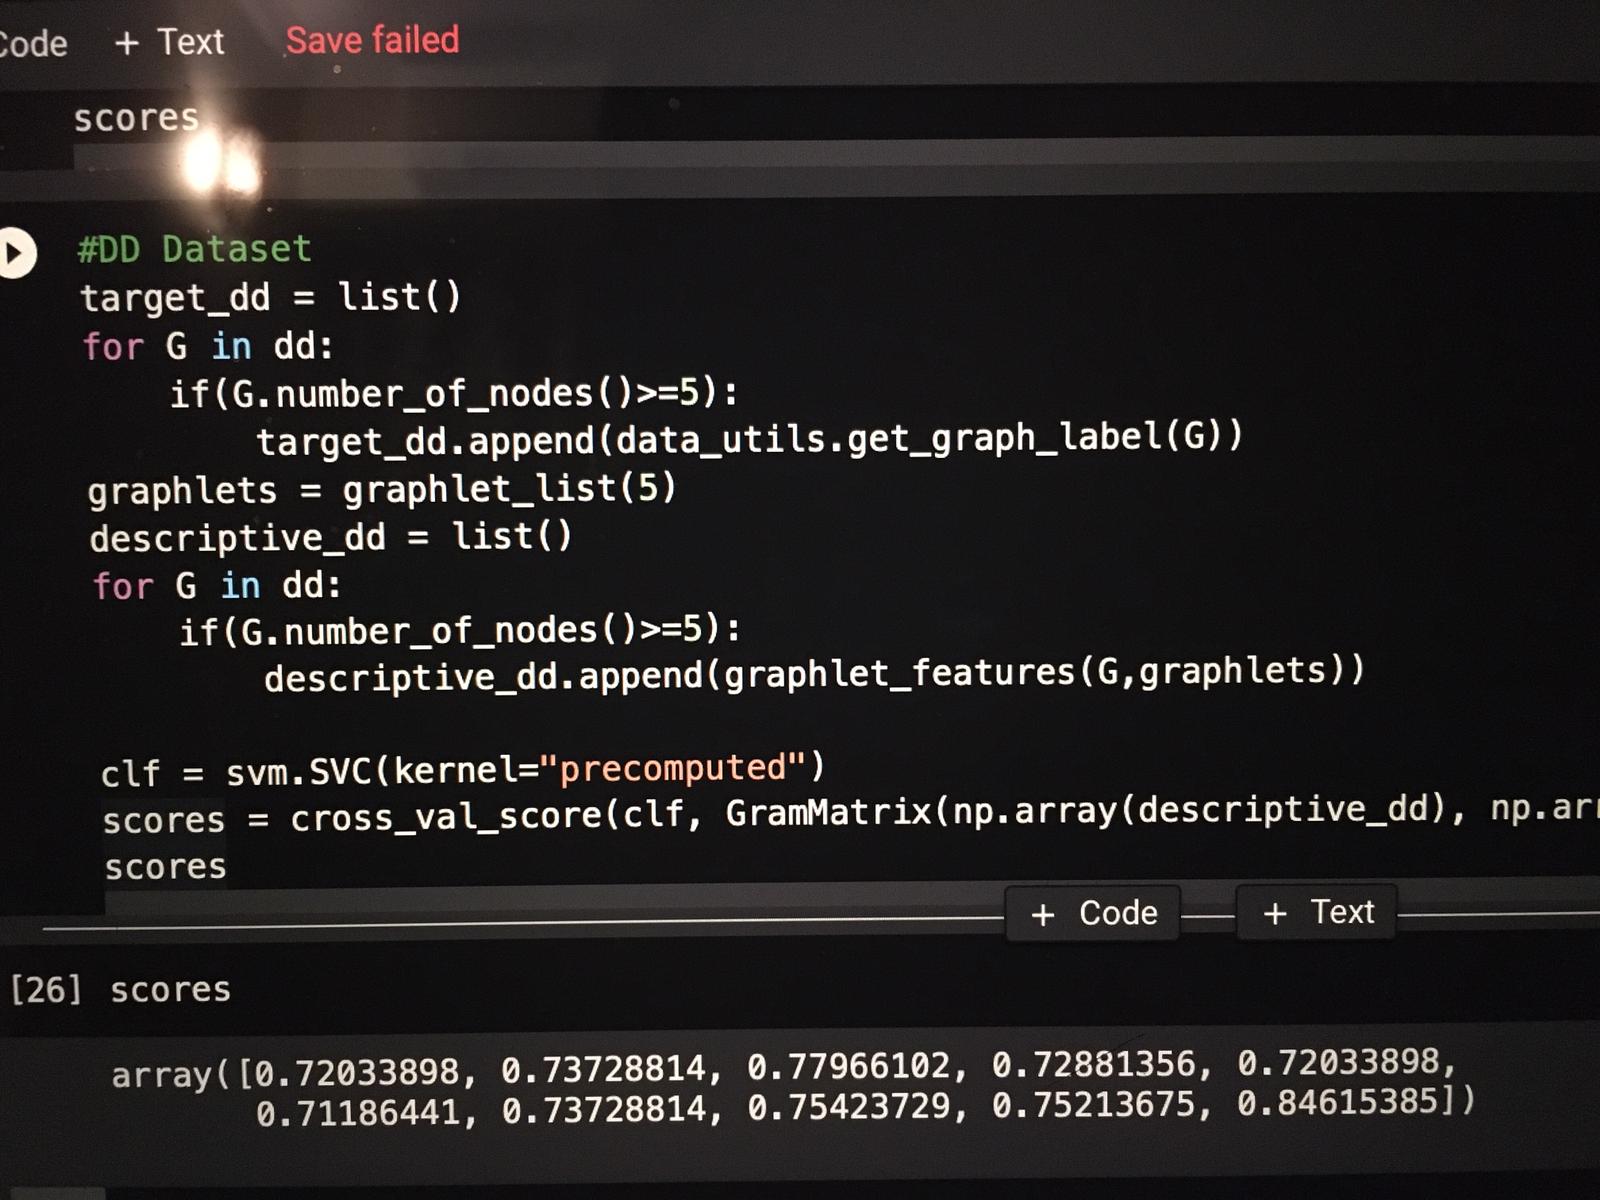 Code + Text Save failed
scores
#DD Dataset
target_dd = list()
for G in dd:
    if(G.number_of_nodes()>=5):
        target_dd.append(data_utils.get_graph_label(G))
graphlets = graphlet_list(5)
descriptive_dd = list()
for G in dd:
    if(G.number_of_nodes()>=5):
        descriptive_dd.append(graphlet_features(G,graphlets))
clf = svm.SVC(kernel="precomputed")
scores = cross_val_score(clf, GramMatrix(np.array(descriptive_dd), np.arr
scores
+ Code + Text
[26] scores
array([0.72033898, 0.73728814, 0.77966102, 0.72881356, 0.72033898,
       0.71186441, 0.73728814, 0.75423729, 0.75213675, 0.84615385])